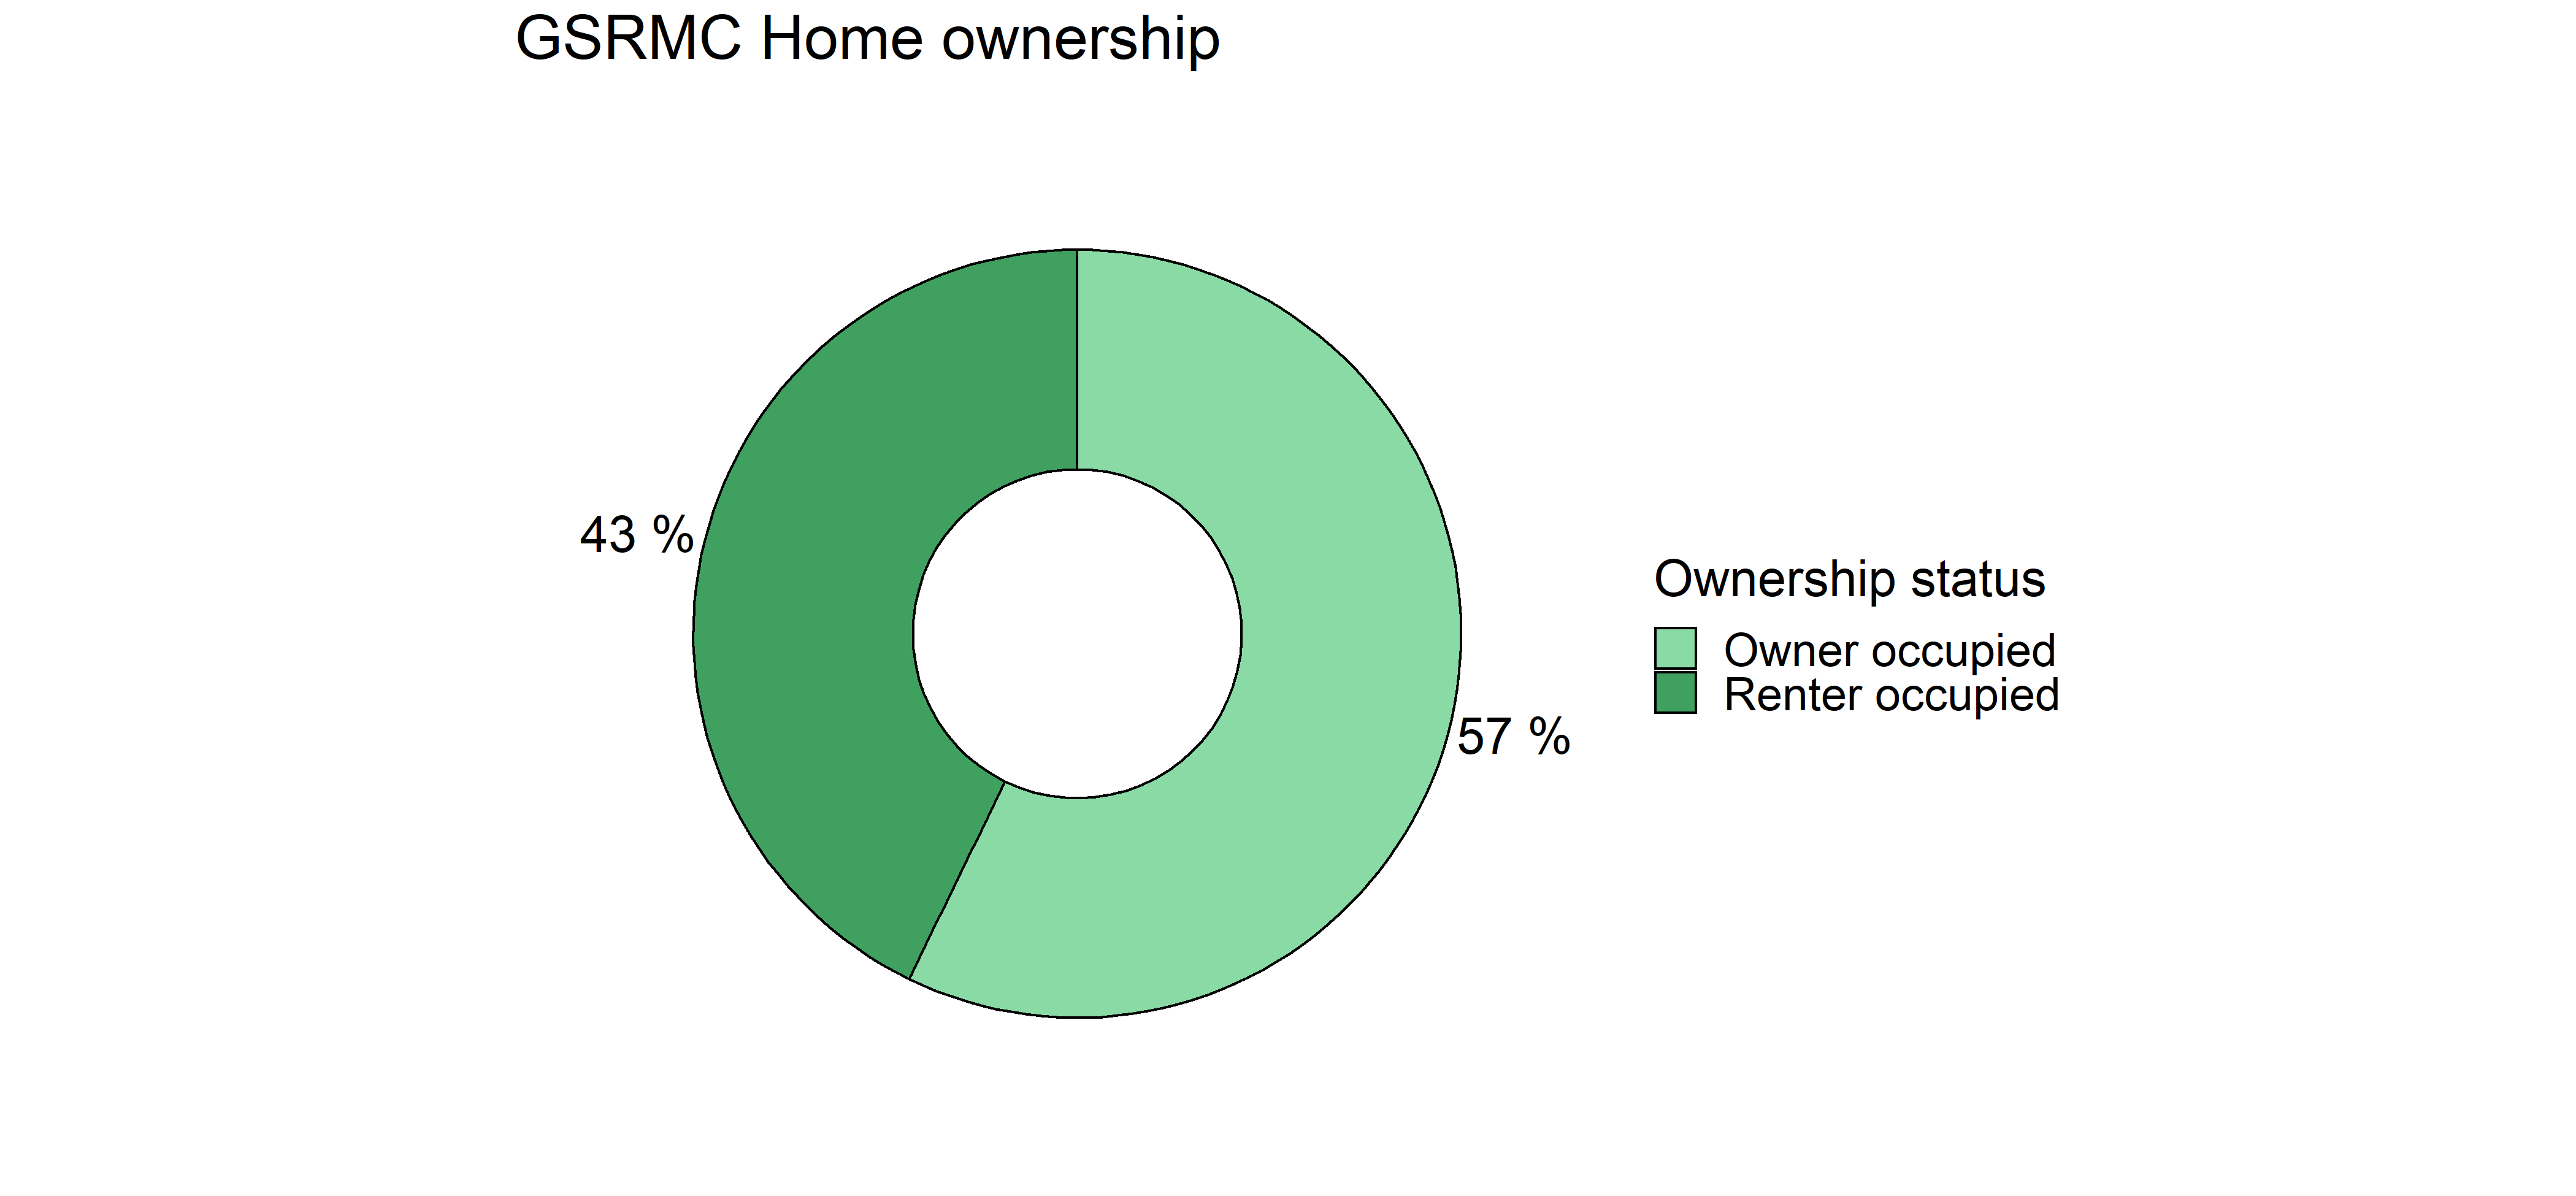 GSRMC Home ownership
43 %
57 %
Ownership status
Owner occupied
Renter occupied